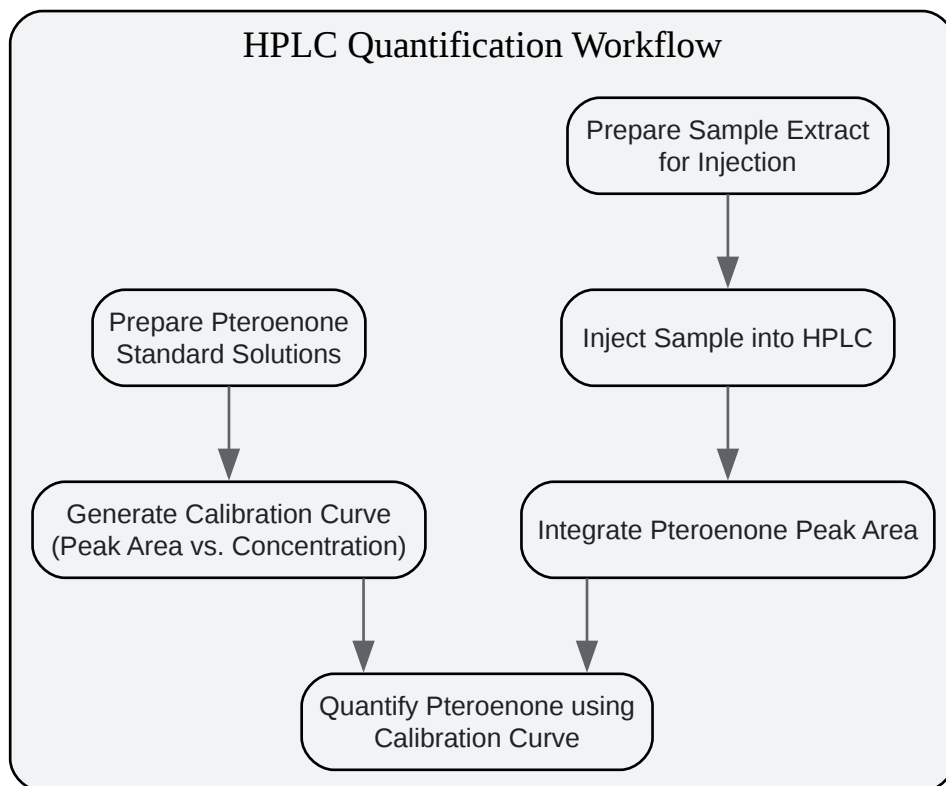 HPLC Quantification Workflow
Prepare Sample Extract
for Injection
Prepare Pteroenone
Standard Solutions
Inject Sample into HPLC
Generate Calibration Curve
(Peak Area vs. Concentration)
Integrate Pteroenone Peak Area
Quantify Pteroenone using
Calibration Curve